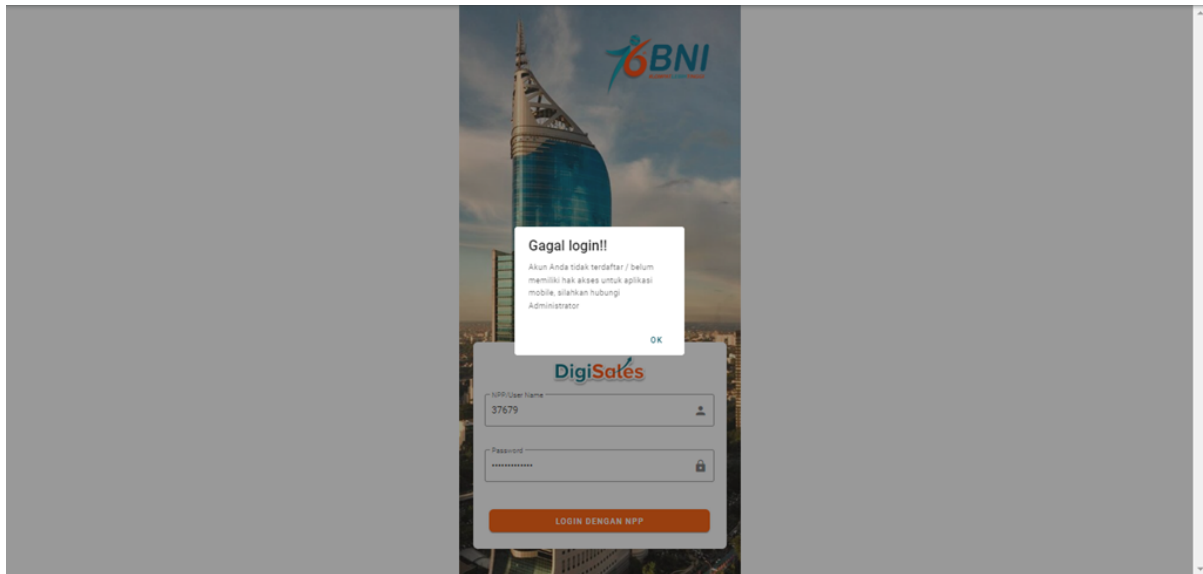 76 BNI
Gagal login!!
Akun Anda tidak terdaftar / belum
memiliki hak akses untuk aplikasi
mobile, silahkan hubungi
Administrator
OK
DigiSales
NPP/User Name
37679
Password
•••••••••••••
LOGIN DENGAN NPP